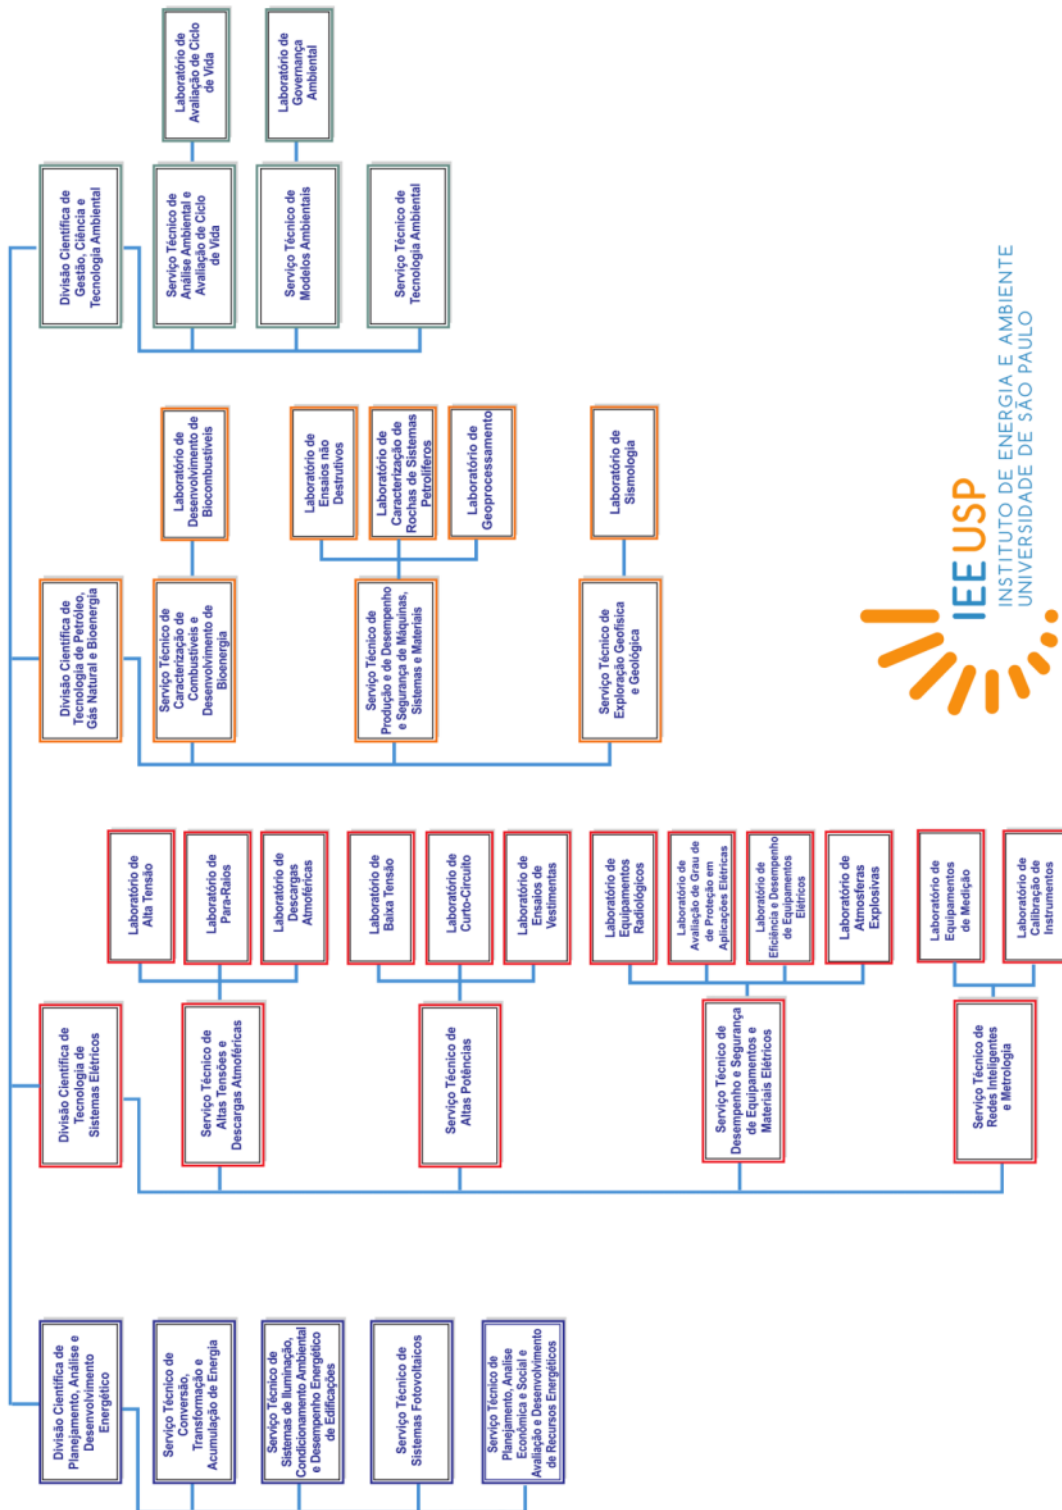 Divisão Científica de
Planejamento, Análise e
Desenvolvimento
Energético
Serviço Técnico de
Conversão,
Transformação e
Acumulação de Energia
Serviço Técnico de
Sistemas de Iluminação,
Condicionamento Ambiental
e Desempenho Energético
de Edificações
Serviço Técnico de
Sistemas Fotovoltaicos
Serviço Técnico de
Planejamento, Analise
Econômica e Social e
Avaliação e Desenvolvimento
de Recursos Energéticos
Divisão Científica de
Tecnologia de
Sistemas Elétricos
Serviço Técnico de
Altas Tensões e
Descargas Atmoféricas
Laboratório de
Alta Tensão
Laboratório de
Para-Raios
Laboratório de
Descargas
Atmoféricas
Serviço Técnico de
Altas Potências
Laboratório de
Baixa Tensão
Laboratório de
Curto-Circuito
Laboratório de
Ensaios de
Vestimentas
Serviço Técnico de
Desempenho e Segurança
de Equipamentos e
Materiais Elétricos
Laboratório de
Equipamentos
Radiológicos
Laboratório de
Avaliação de Grau de
de Proteção em
Aplicações Elétricas
Laboratório de
Eficiência e Desempenho
de Equipamentos
Elétricos
Laboratório de
Atmosferas
Explosivas
Serviço Técnico de
Redes Inteligentes
e Metrologia
Laboratório de
Equipamentos
de Medição
Laboratório de
Calibração de
Instrumentos
Divisão Científica de
Tecnologia de Petróleo,
Gás Natural e Bioenergia
Serviço Técnico de
Caracterização de
Combustíveis e
Desenvolvimento de
Bioenergia
Laboratório de
Desenvolvimento de
Biocombustíveis
Serviço Técnico de
Produção e de Desempenho
e Segurança de Máquinas,
Sistemas e Materiais
Laboratório de
Ensaios não
Destrutivos
Laboratório de
Caracterização de
Rochas de Sistemas
Petrolíferos
Laboratório de
Geoprocessamento
Serviço Técnico de
Exploração Geofísica
e Geológica
Laboratório de
Sismologia
Divisão Científica de
Gestão, Ciência e
Tecnologia Ambiental
Serviço Técnico de
Análise Ambiental e
Avaliação de Ciclo
de Vida
Laboratório de
Avaliação de Ciclo
de Vida
Serviço Técnico de
Modelos Ambientais
Laboratório de
Governança
Ambiental
Serviço Técnico de
Tecnologia Ambiental
IEE USP
INSTITUTO DE ENERGIA E AMBIENTE
UNIVERSIDADE DE SÃO PAULO